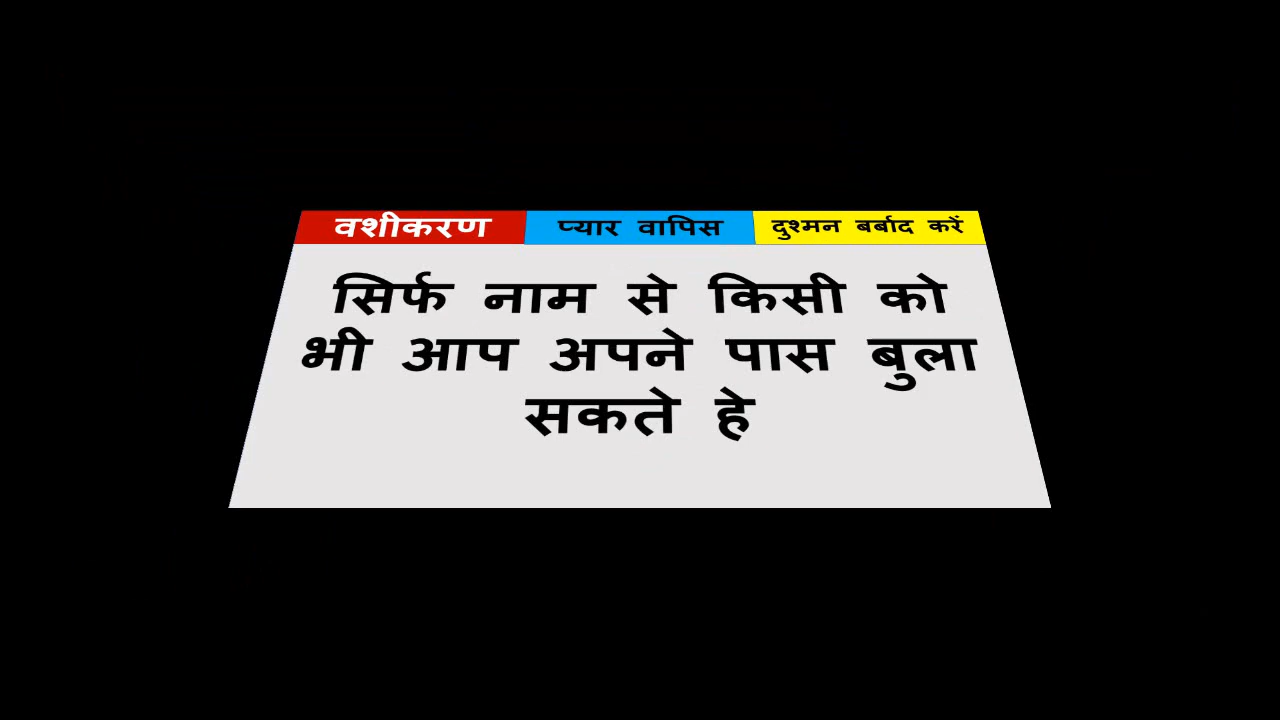 वशीकरण प्यार वापिस दुश्मन बर्बाद करें
सिर्फ नाम से किसी को
भी आप अपने पास बुला
सकते हे